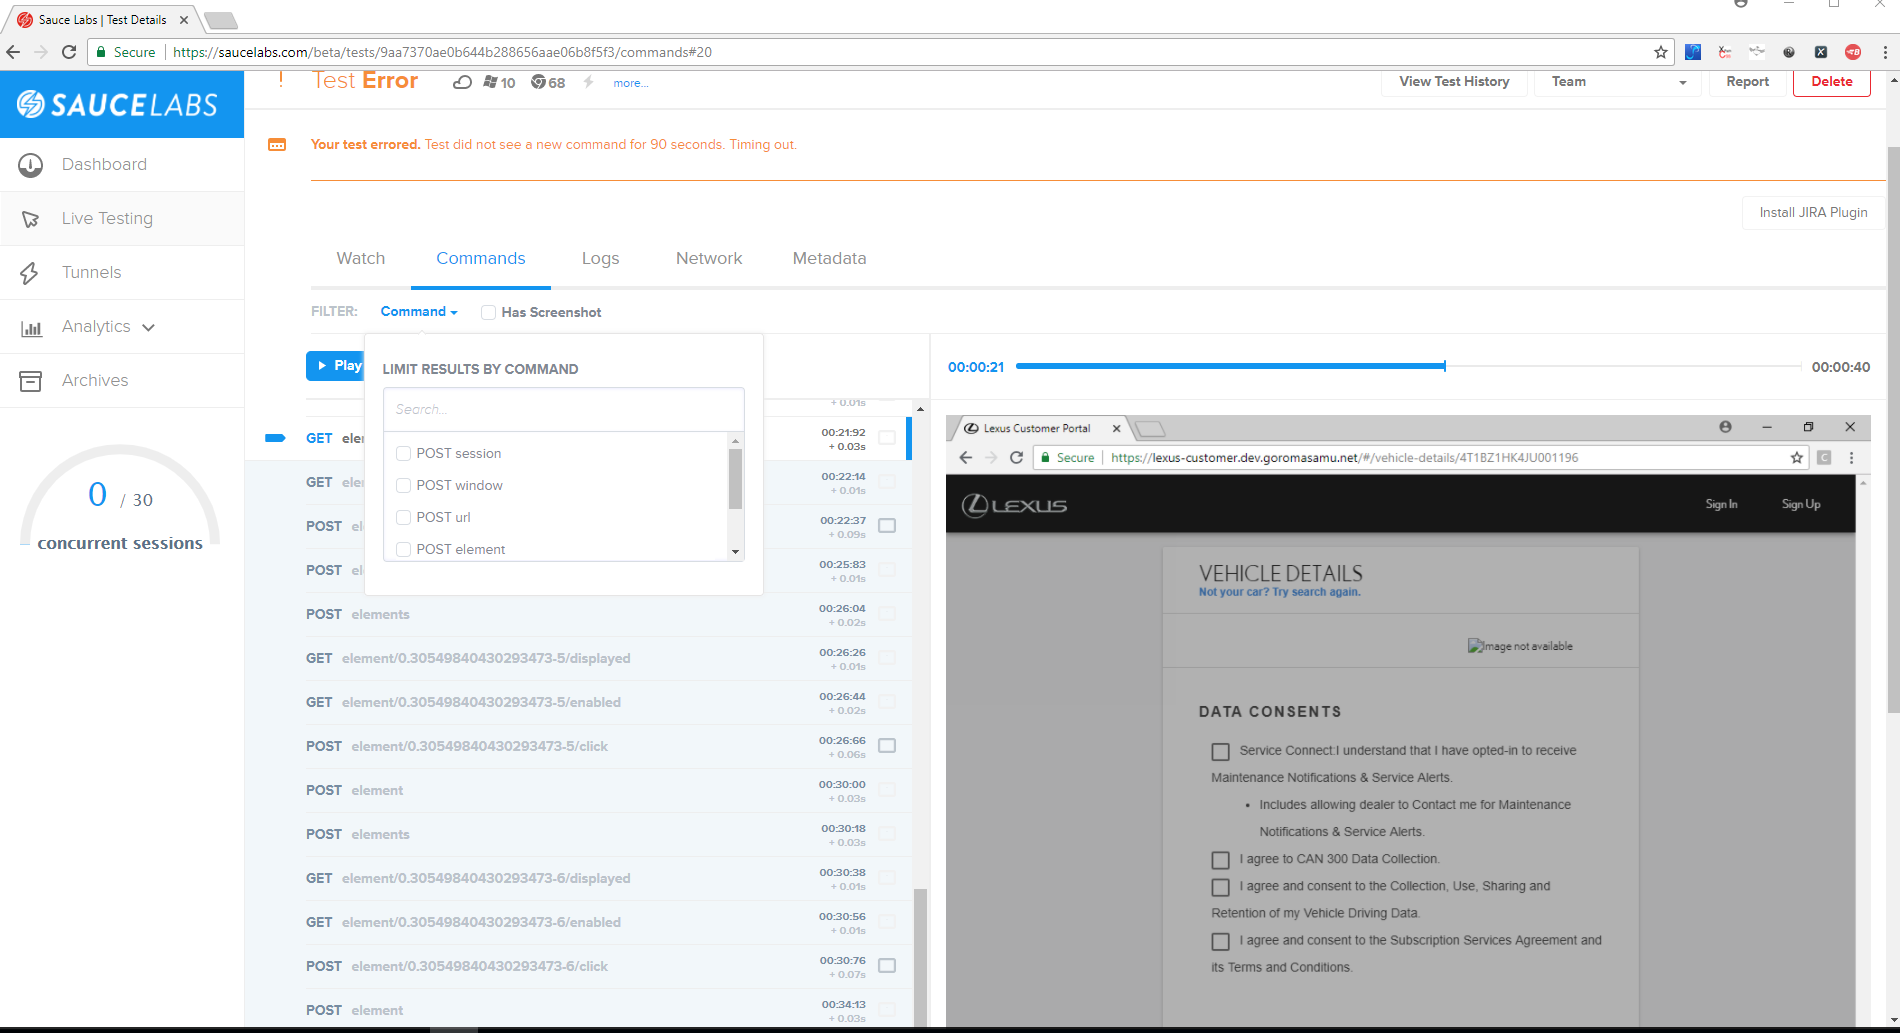 Sauce Labs | Test Details
Secure https://saucelabs.com/beta/tests/9aa7370ae0b644b288656aae06b8f5f3/commands#20
SAUCELABS
Test Error
10
68
more...
View Test History
Team
Report
Delete
Dashboard
Live Testing
Tunnels
Analytics
Archives
0 / 30
concurrent sessions
Your test errored. Test did not see a new command for 90 seconds. Timing out.
Install JIRA Plugin
Watch
Commands
Logs
Network
Metadata
FILTER: Command Has Screenshot
Play
LIMIT RESULTS BY COMMAND
Search...
POST session
POST window
POST url
POST element
+ 0.01s
GET elen 00:21:92
+ 0.03s
GET ele 00:22:14
+ 0.01s
POST el 00:22:37
+ 0.09s
POST el 00:25:83
+ 0.01s
POST elements 00:26:04
+ 0.02s
GET element/0.30549840430293473-5/displayed 00:26:26
+ 0.01s
GET element/0.30549840430293473-5/enabled 00:26:44
+ 0.02s
POST element/0.30549840430293473-5/click 00:26:66
+ 0.06s
POST element 00:30:00
+ 0.03s
POST elements 00:30:18
+ 0.03s
GET element/0.30549840430293473-6/displayed 00:30:38
+ 0.01s
GET element/0.30549840430293473-6/enabled 00:30:56
+ 0.01s
POST element/0.30549840430293473-6/click 00:30:76
+ 0.07s
POST element 00:34:13
+ 0.03s
00:00:21
00:00:40
Lexus Customer Portal
Secure https://lexus-customer.dev.goromasamu.net/#/vehicle-details/4T1BZ1HK4JU001196
LEXUS
Sign In
Sign Up
VEHICLE DETAILS
Not your car? Try search again.
Image not available
DATA CONSENTS
Service Connect:I understand that I have opted-in to receive
Maintenance Notifications & Service Alerts.
• Includes allowing dealer to Contact me for Maintenance
Notifications & Service Alerts.
I agree to CAN 300 Data Collection.
I agree and consent to the Collection, Use, Sharing and
Retention of my Vehicle Driving Data.
I agree and consent to the Subscription Services Agreement and
its Terms and Conditions.